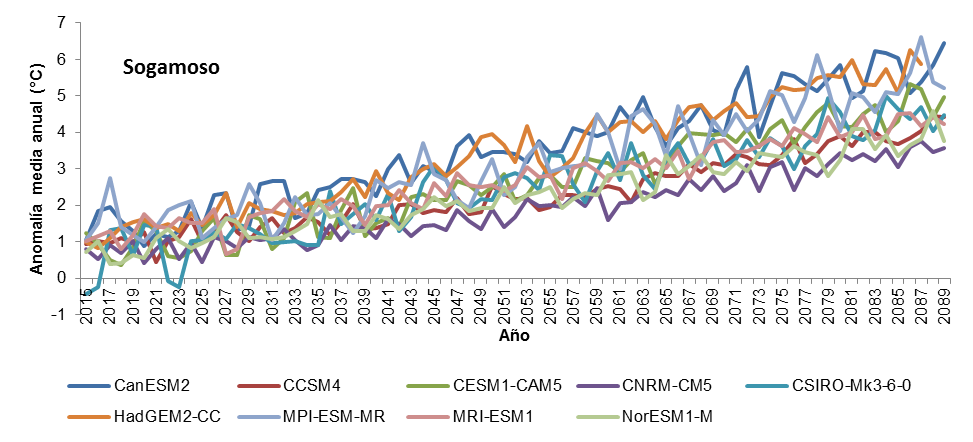 7
6
5
4
3
2
1
0
-1
Anomalía media anual (°C)
Sogamoso
2015 2017 2019 2021 2023 2025 2027 2029 2031 2033 2035 2037 2039 2041 2043 2045 2047 2049 2051 2053 2055 2057 2059 2061 2063 2065 2067 2069 2071 2073 2075 2077 2079 2081 2083 2085 2087 2089
Año
CanESM2 CCSM4 CESM1-CAM5 CNRM-CM5 CSIRO-Mk3-6-0
HadGEM2-CC MPI-ESM-MR MRI-ESM1 NorESM1-M